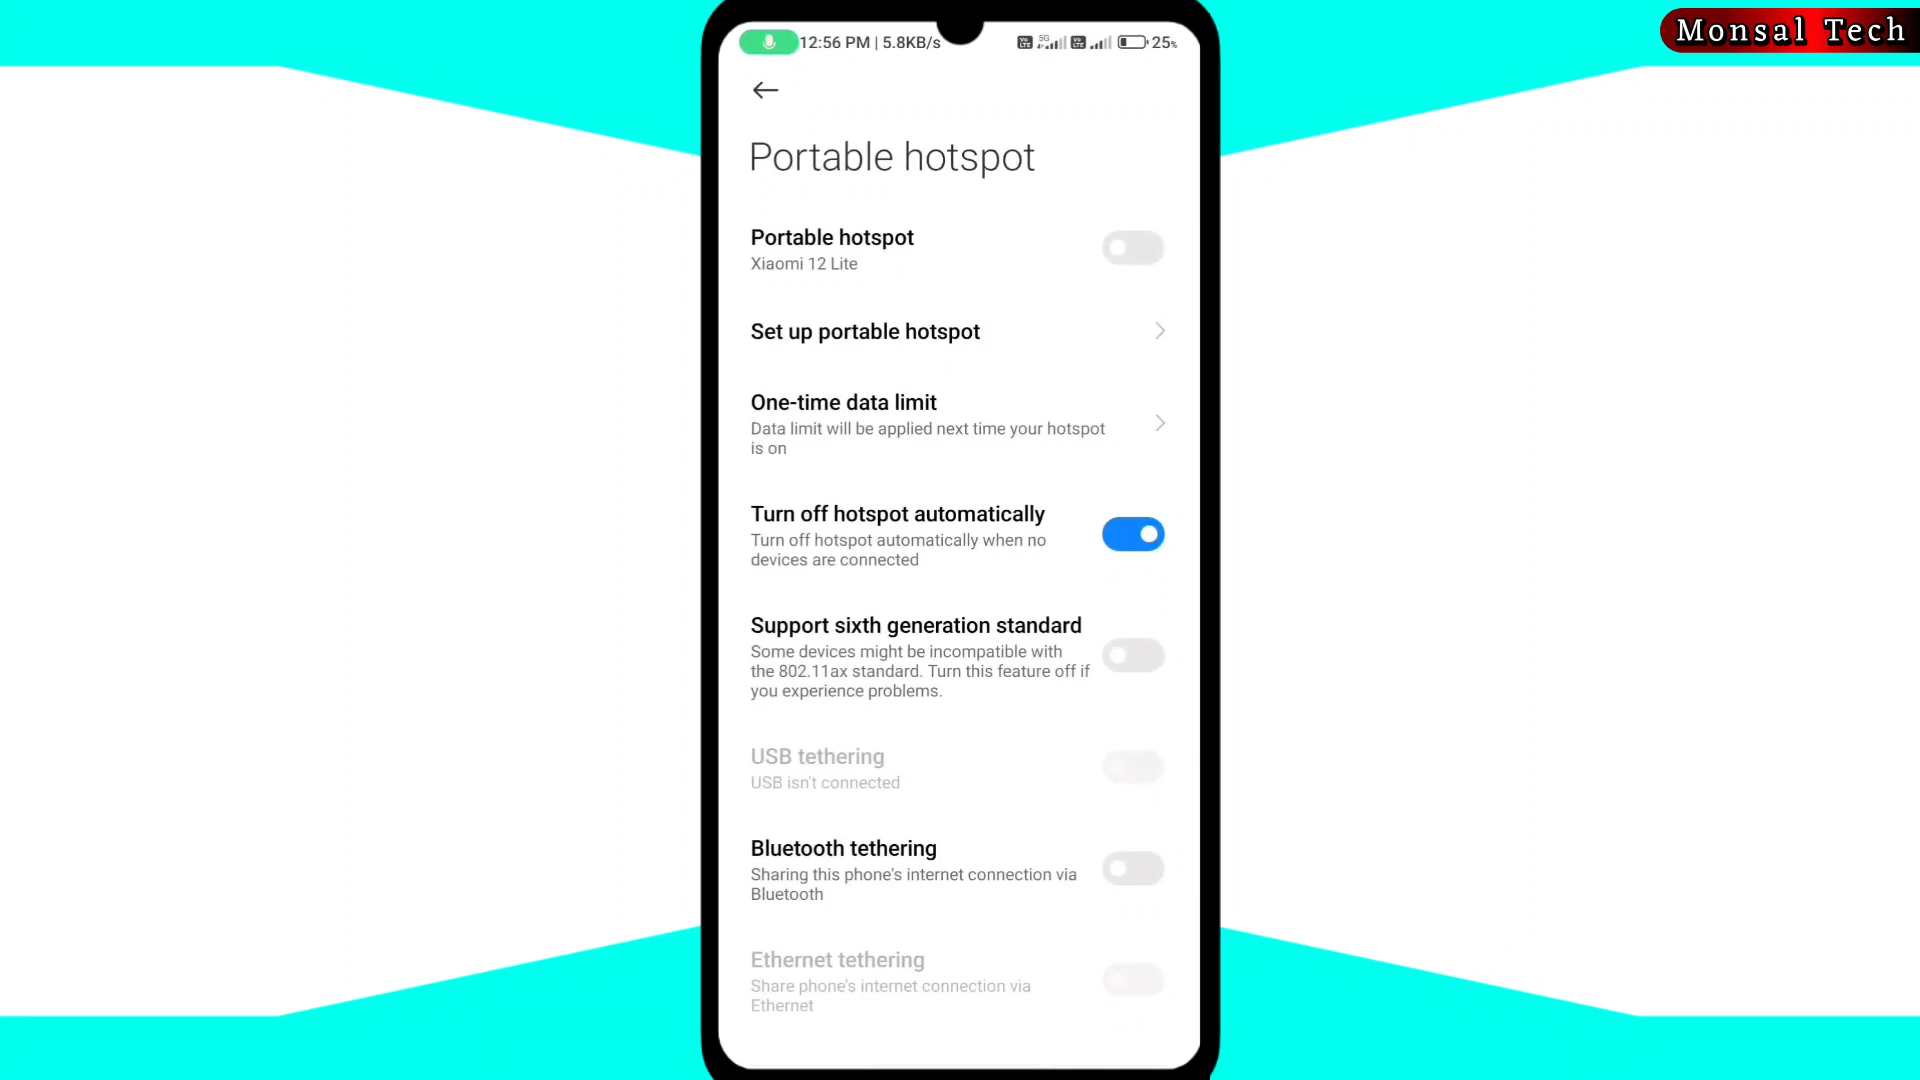 Monsal Tech
12:56 PM | 5.8KB/s 5G 25%
Portable hotspot
Portable hotspot
Xiaomi 12 Lite
Set up portable hotspot
One-time data limit
Data limit will be applied next time your hotspot
is on
Turn off hotspot automatically
Turn off hotspot automatically when no
devices are connected
Support sixth generation standard
Some devices might be incompatible with
the 802.11ax standard. Turn this feature off if
you experience problems.
USB tethering
USB isn't connected
Bluetooth tethering
Sharing this phone's internet connection via
Bluetooth
Ethernet tethering
Share phone's internet connection via
Ethernet